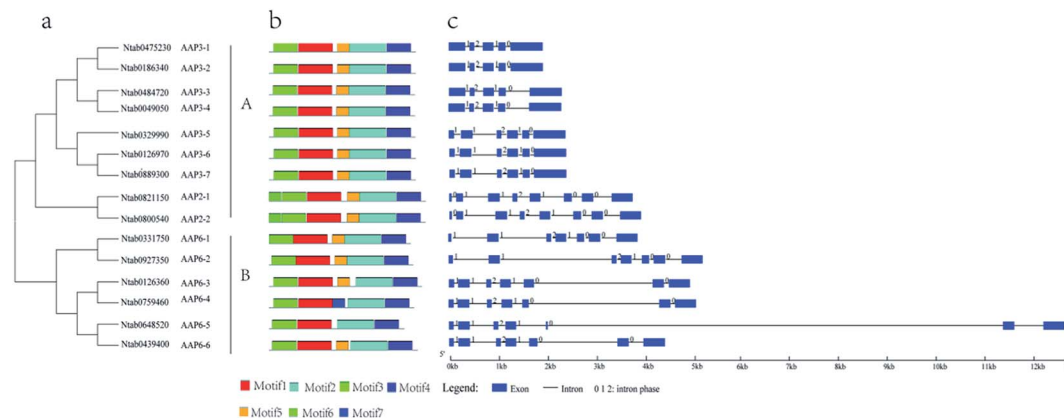 a b c
Ntab0475230 AAP3-1
Ntab0186340 AAP3-2
Ntab0484720 AAP3-3
Ntab0049050 AAP3-4
A
Ntab0329990 AAP3-5
Ntab0126970 AAP3-6
Ntab0889300 AAP3-7
Ntab0821150 AAP2-1
Ntab0800540 AAP2-2
Ntab0331750 AAP6-1
Ntab0927350 AAP6-2
B
Ntab0126360 AAP6-3
Ntab0759460 AAP6-4
Ntab0648520 AAP6-5
Ntab0439400 AAP6-6
5'
0kb 1kb 2kb 3kb 4kb 5kb 6kb 7kb 8kb 9kb 10kb 11kb 12kb
Motif1 Motif2 Motif3 Motif4 Legend: Exon Intron 0 1 2: intron phase
Motif5 Motif6 Motif7